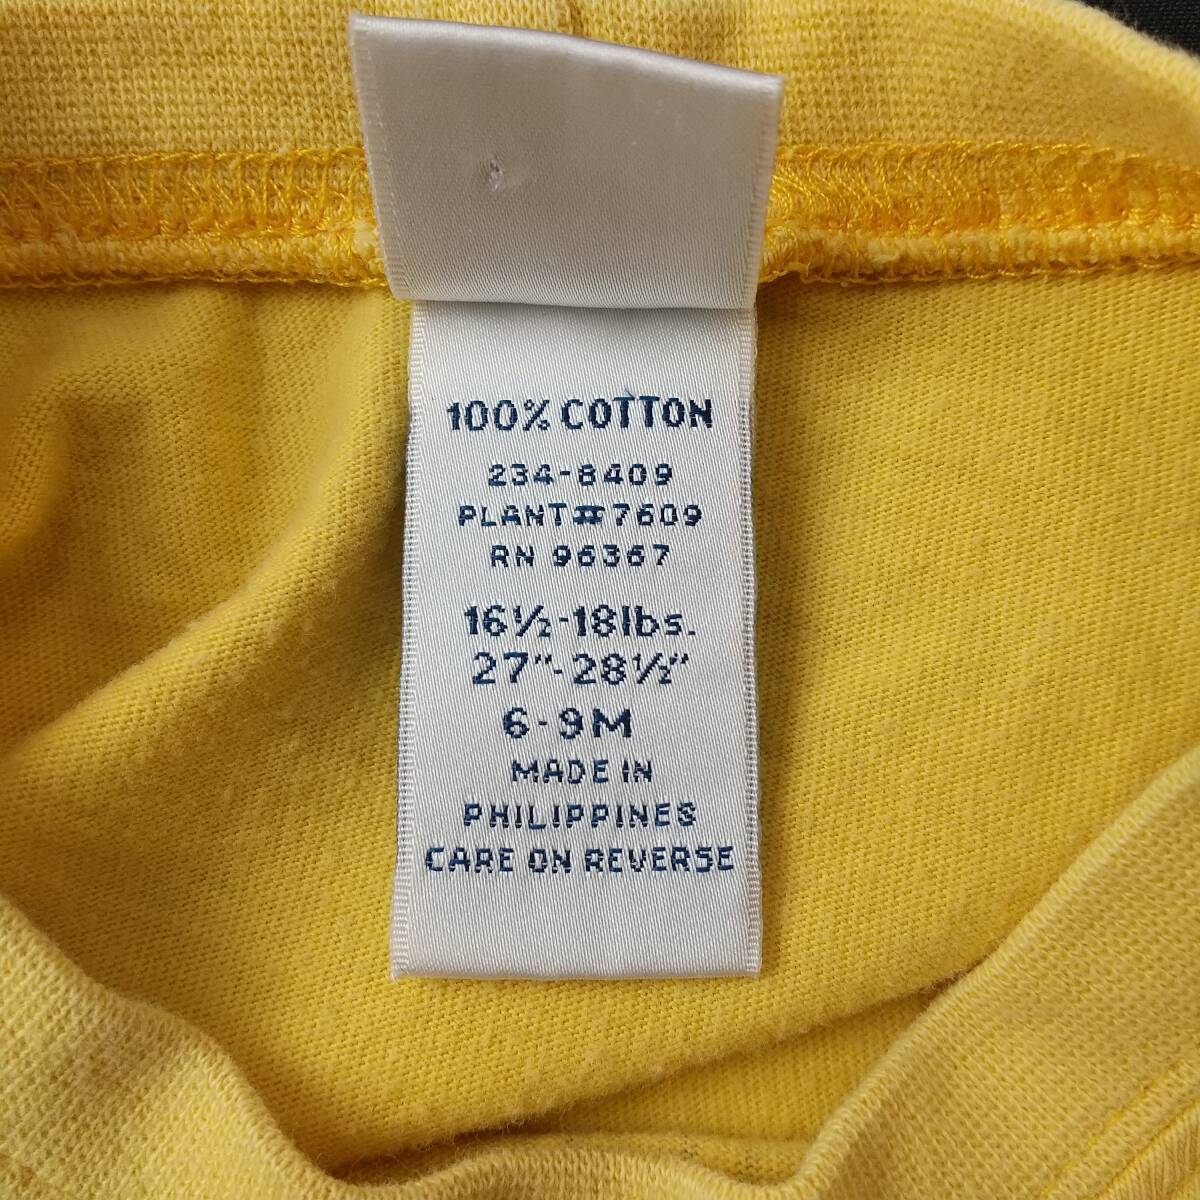 100% COTTON
234-8409
PLANT#7609
RN 96367
16½-18lbs.
27"-28½"
6-9M
MADE IN
PHILIPPINES
CARE ON REVERSE